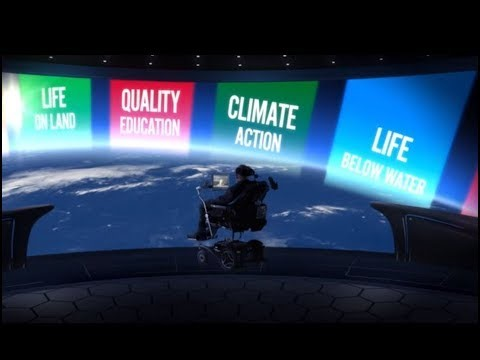 LIFE
ON LAND
QUALITY
EDUCATION
CLIMATE
ACTION
LIFE
BELOW WATER